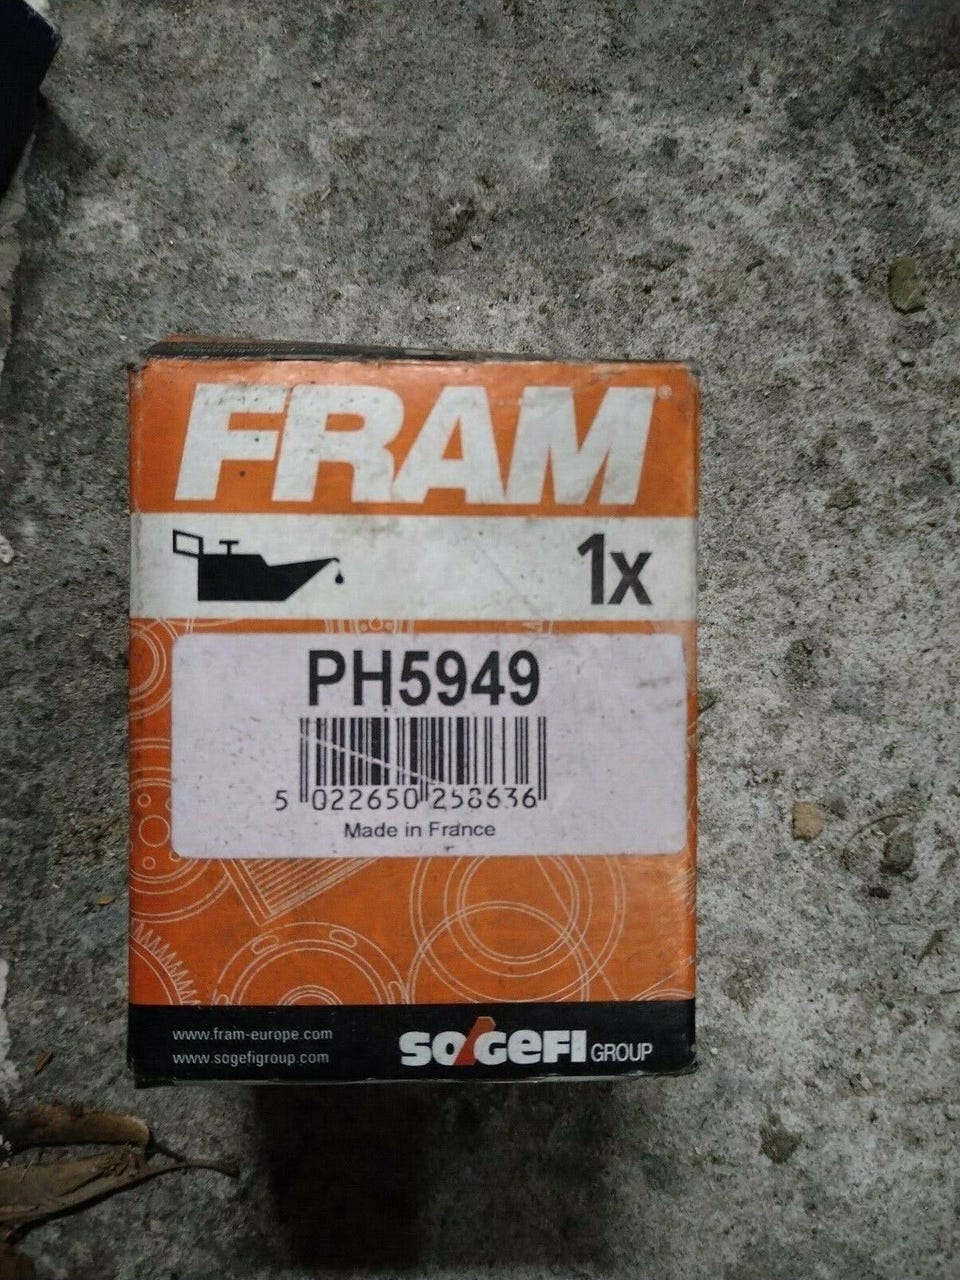 FRAM®
1x
PH5949
5 022650 258636
Made in France
www.fram-europe.com
www.sogefigroup.com
SOGEFI GROUP